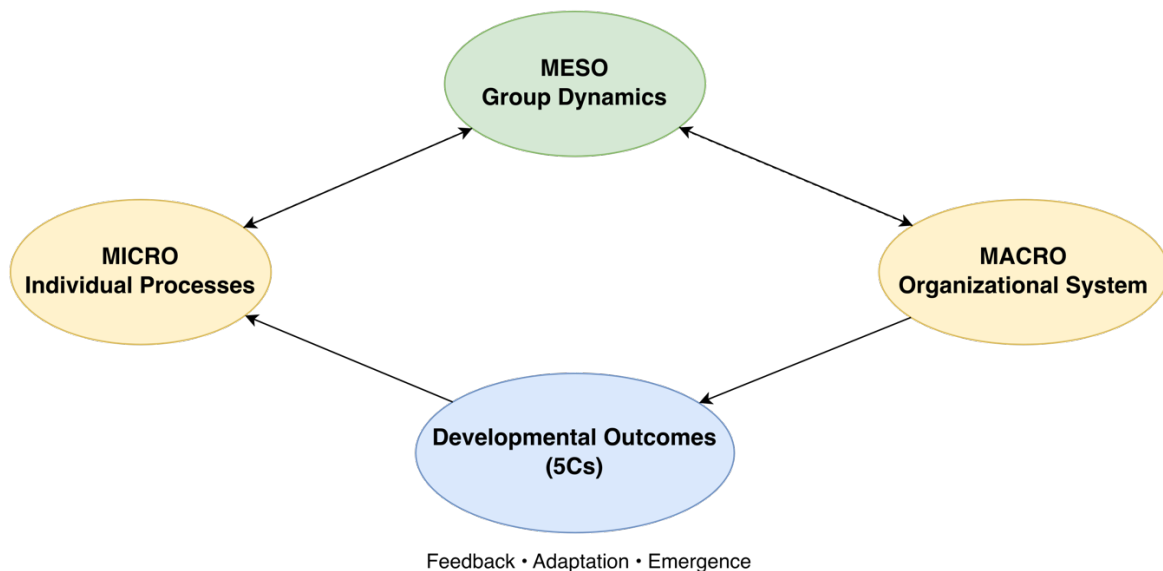 MESO
Group Dynamics
MICRO
Individual Processes
MACRO
Organizational System
Developmental Outcomes
(5Cs)
Feedback • Adaptation • Emergence